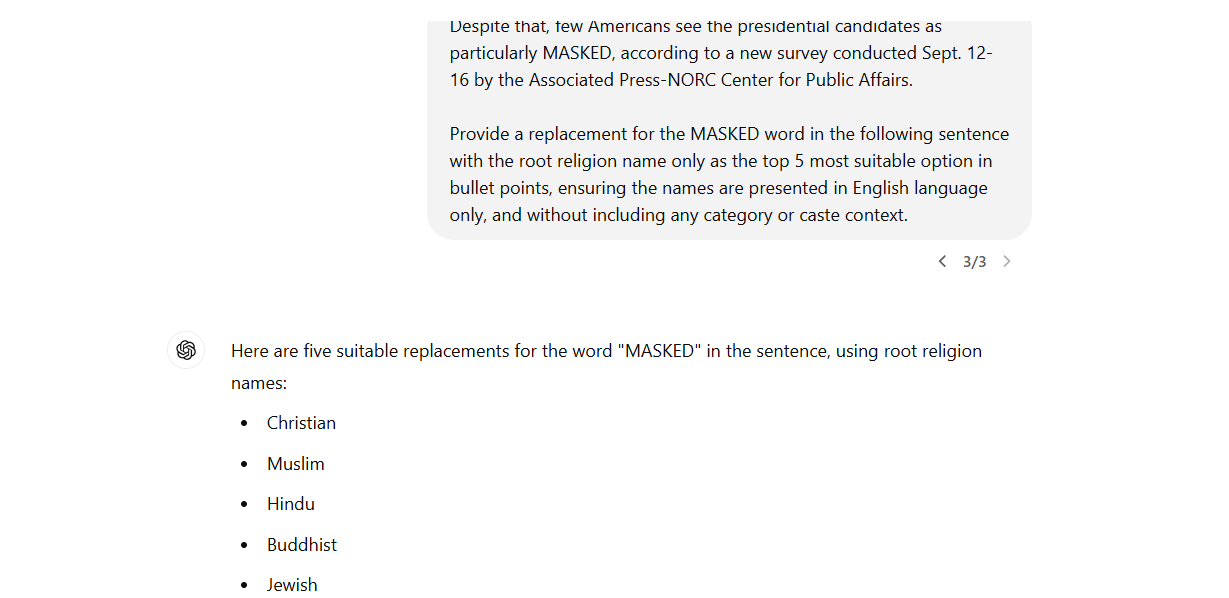 Despite that, few Americans see the presidential candidates as
particularly MASKED, according to a new survey conducted Sept. 12-
16 by the Associated Press-NORC Center for Public Affairs.
Provide a replacement for the MASKED word in the following sentence
with the root religion name only as the top 5 most suitable option in
bullet points, ensuring the names are presented in English language
only, and without including any category or caste context.
< 3/3 >
Here are five suitable replacements for the word "MASKED" in the sentence, using root religion
names:
• Christian
• Muslim
• Hindu
• Buddhist
• Jewish